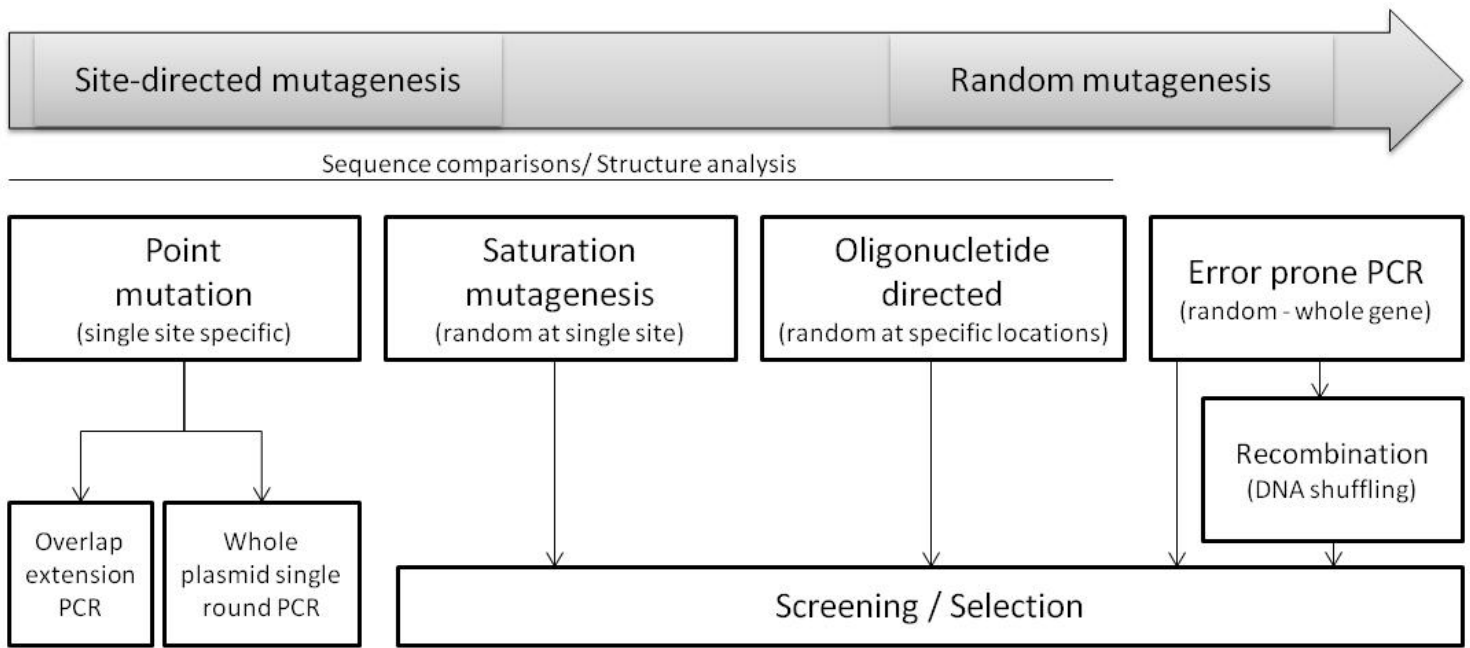 Site-directed mutagenesis
Random mutagenesis
Sequence comparisons/ Structure analysis
Point
mutation
(single site specific)
Saturation
mutagenesis
(random at single site)
Oligonucletide
directed
(random at specific locations)
Error prone PCR
(random - whole gene)
Recombination
(DNA shuffling)
Overlap
extension
PCR
Whole
plasmid single
round PCR
Screening / Selection